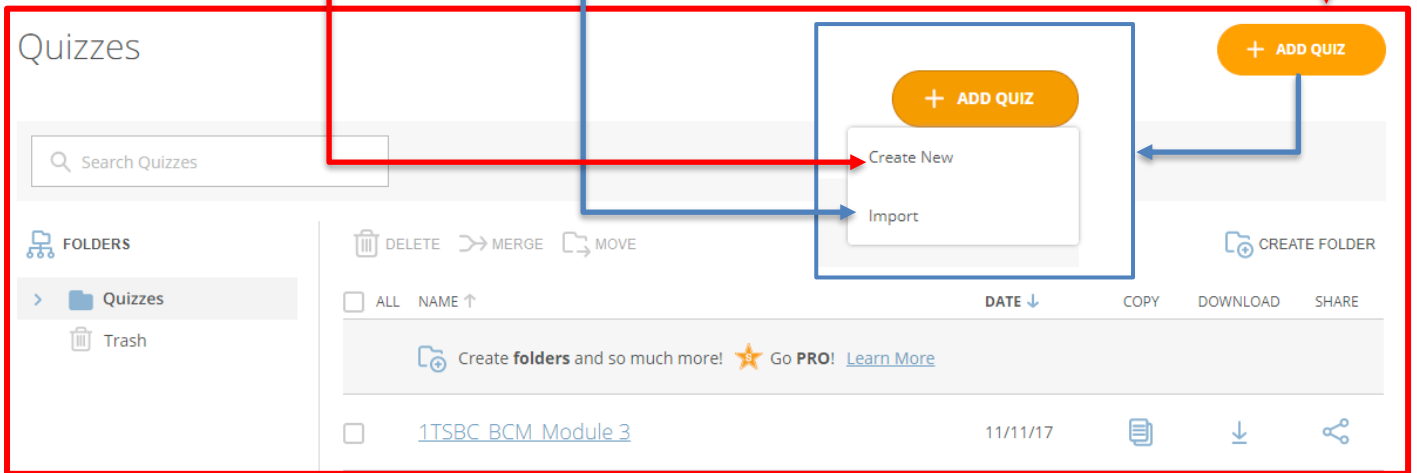 Quizzes
+ ADD QUIZ
+ ADD QUIZ
Search Quizzes
Create New
Import
FOLDERS
DELETE MERGE MOVE
CREATE FOLDER
Quizzes
Trash
ALL NAME ↑ DATE ↓ COPY DOWNLOAD SHARE
Create folders and so much more! S Go PRO! Learn More
1TSBC_BCM_Module 3 11/11/17